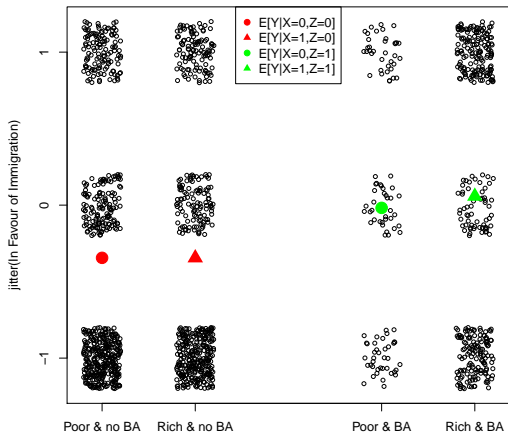 E[Y|X=0,Z=0]
E[Y|X=1,Z=0]
E[Y|X=0,Z=1]
E[Y|X=1,Z=1]
jitter(In Favour of Immigration)
1
0
−1
Poor & no BA Rich & no BA Poor & BA Rich & BA